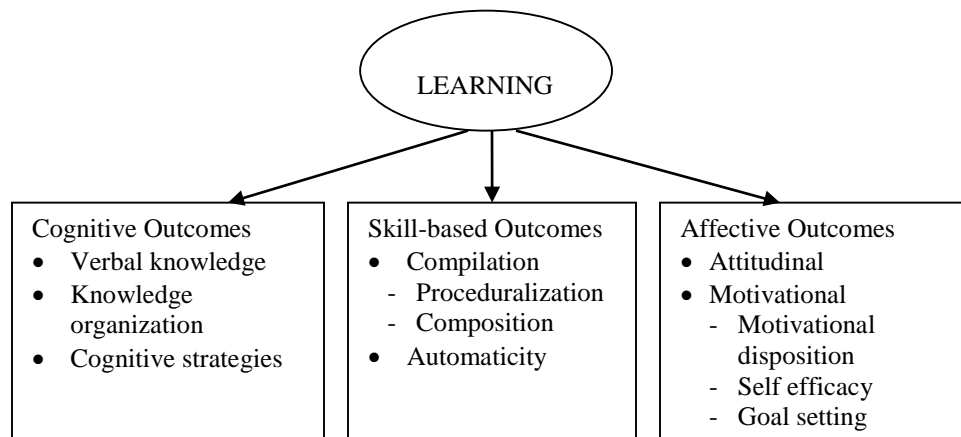 LEARNING
Cognitive Outcomes
• Verbal knowledge
• Knowledge
organization
• Cognitive strategies
Skill-based Outcomes
• Compilation
- Proceduralization
- Composition
• Automaticity
Affective Outcomes
• Attitudinal
• Motivational
- Motivational
disposition
- Self efficacy
- Goal setting